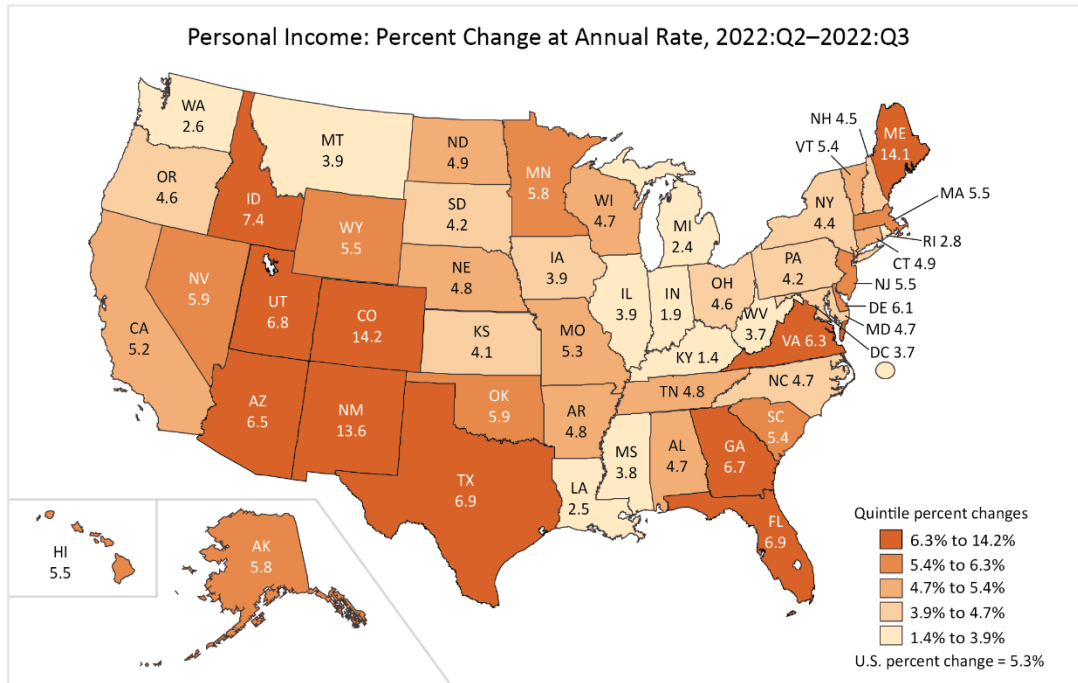 Personal Income: Percent Change at Annual Rate, 2022:Q2–2022:Q3
WA
2.6
MT
3.9
ND
4.9
MN
5.8
NH 4.5
VT 5.4
ME
14.1
OR
4.6
ID
7.4
SD
4.2
WI
4.7
MI
2.4
NY
4.4
MA 5.5
RI 2.8
CT 4.9
WY
5.5
IA
3.9
NE
4.8
PA
4.2
NJ 5.5
NV
5.9
UT
6.8
CO
14.2
IL
3.9
IN
1.9
OH
4.6
WV
3.7
DE 6.1
MD 4.7
DC 3.7
CA
5.2
KS
4.1
MO
5.3
KY 1.4
VA 6.3
NC 4.7
TN 4.8
AZ
6.5
NM
13.6
OK
5.9
AR
4.8
SC
5.4
MS
3.8
AL
4.7
GA
6.7
TX
6.9
LA
2.5
FL
6.9
HI
5.5
AK
5.8
Quintile percent changes
6.3% to 14.2%
5.4% to 6.3%
4.7% to 5.4%
3.9% to 4.7%
1.4% to 3.9%
U.S. percent change = 5.3%